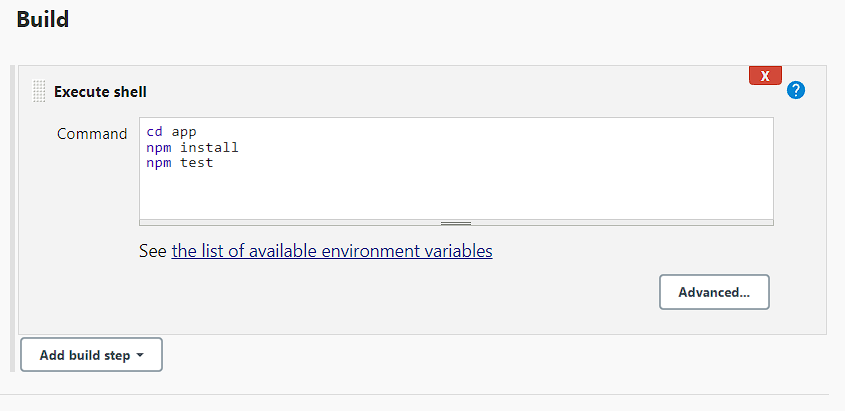 Build
X
Execute shell
?
Command
cd app
npm install
npm test
See the list of available environment variables
Advanced...
Add build step